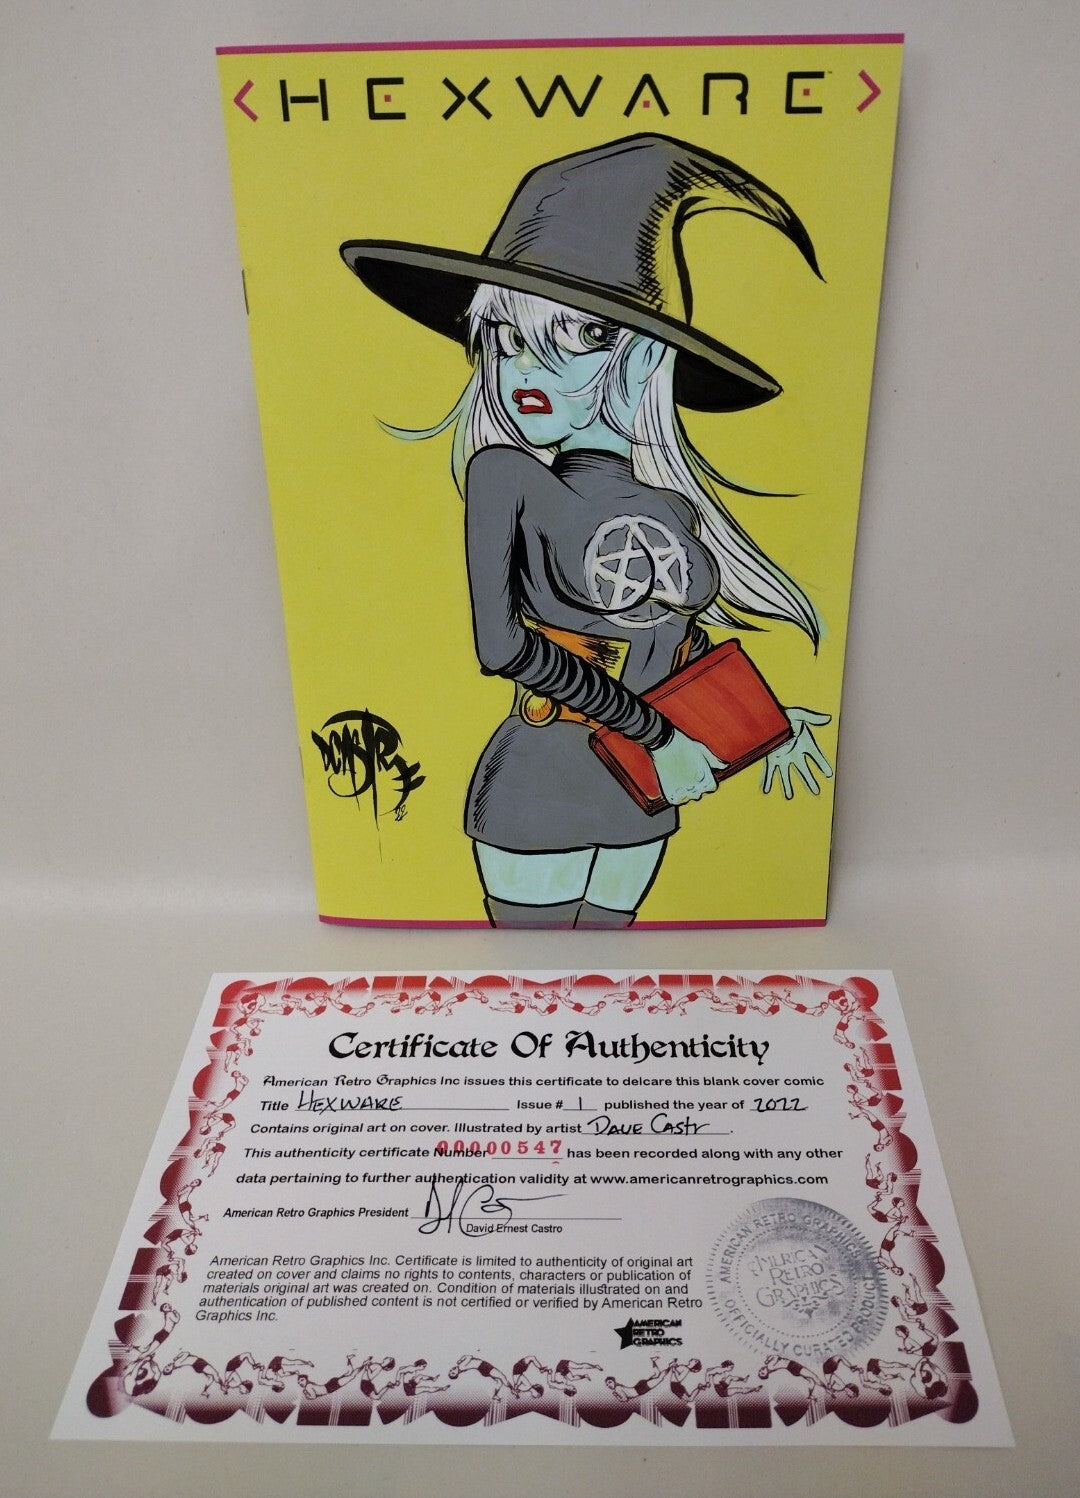 <HEXWARE>™
DCASTR
22
Certificate Of Authenticity
American Retro Graphics Inc issues this certificate to delcare this blank cover comic
Title HEXWARE Issue # 1 published the year of 2022
Contains original art on cover. Illustrated by artist Dave Castr.
This authenticity certificate Number 00000547 has been recorded along with any other
data pertaining to further authentication validity at www.americanretrographics.com
American Retro Graphics President
David Ernest Castro
American Retro Graphics Inc. Certificate is limited to authenticity of original art
created on cover and claims no rights to contents, characters or publication of
materials original art was created on. Condition of materials illustrated on and
authentication of published content is not certified or verified by American Retro
Graphics Inc.
AMERICAN
RETRO
GRAPHICS
AMERICAN RETRO GRAPHICS
AMERICAN
RETRO
GRAPHICS
OFFICIALLY CURATED PRODUCT